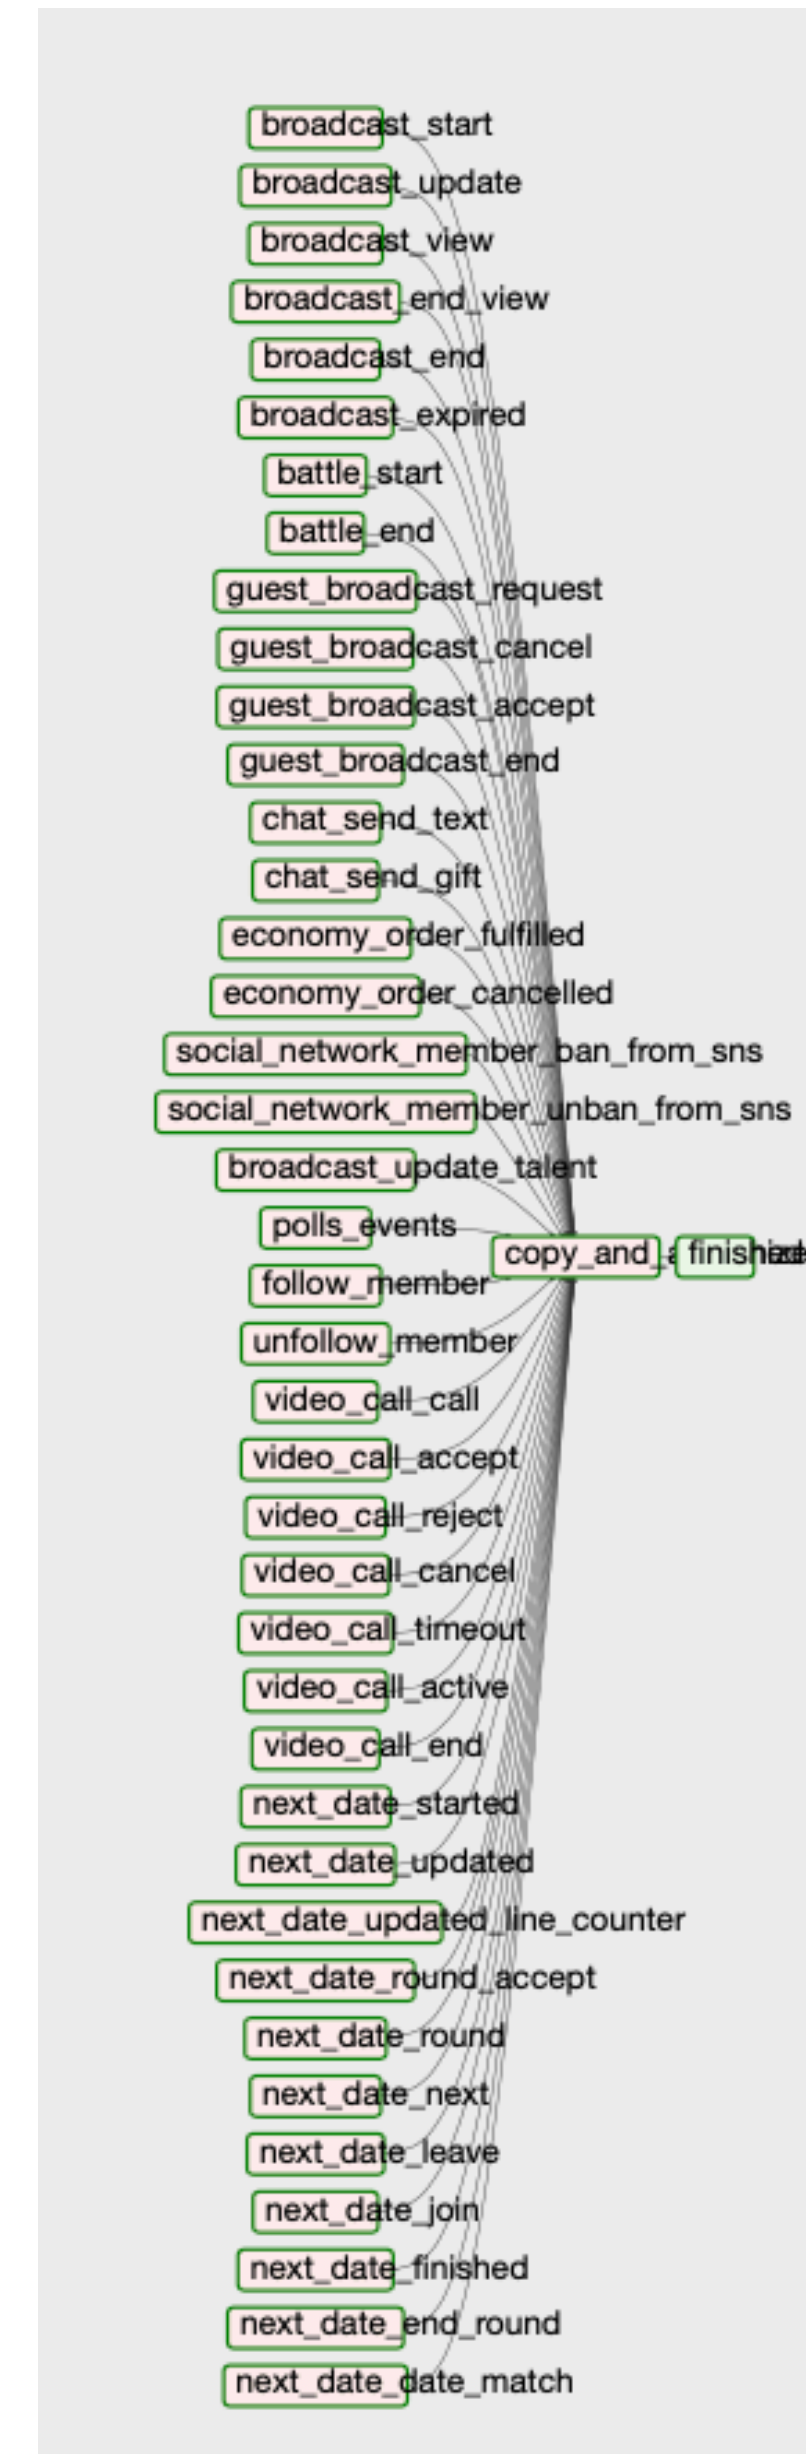 broadcast_start
broadcast_update
broadcast_view
broadcast_end_view
broadcast_end
broadcast_expired
battle_start
battle_end
guest_broadcast_request
guest_broadcast_cancel
guest_broadcast_accept
guest_broadcast_end
chat_send_text
chat_send_gift
economy_order_fulfilled
economy_order_cancelled
social_network_member_ban_from_sns
social_network_member_unban_from_sns
broadcast_update_talent
polls_events
copy_and_
finished
follow_member
unfollow_member
video_call_call
video_call_accept
video_call_reject
video_call_cancel
video_call_timeout
video_call_active
video_call_end
next_date_started
next_date_updated
next_date_updated_line_counter
next_date_round_accept
next_date_round
next_date_next
next_date_leave
next_date_join
next_date_finished
next_date_end_round
next_date_date_match